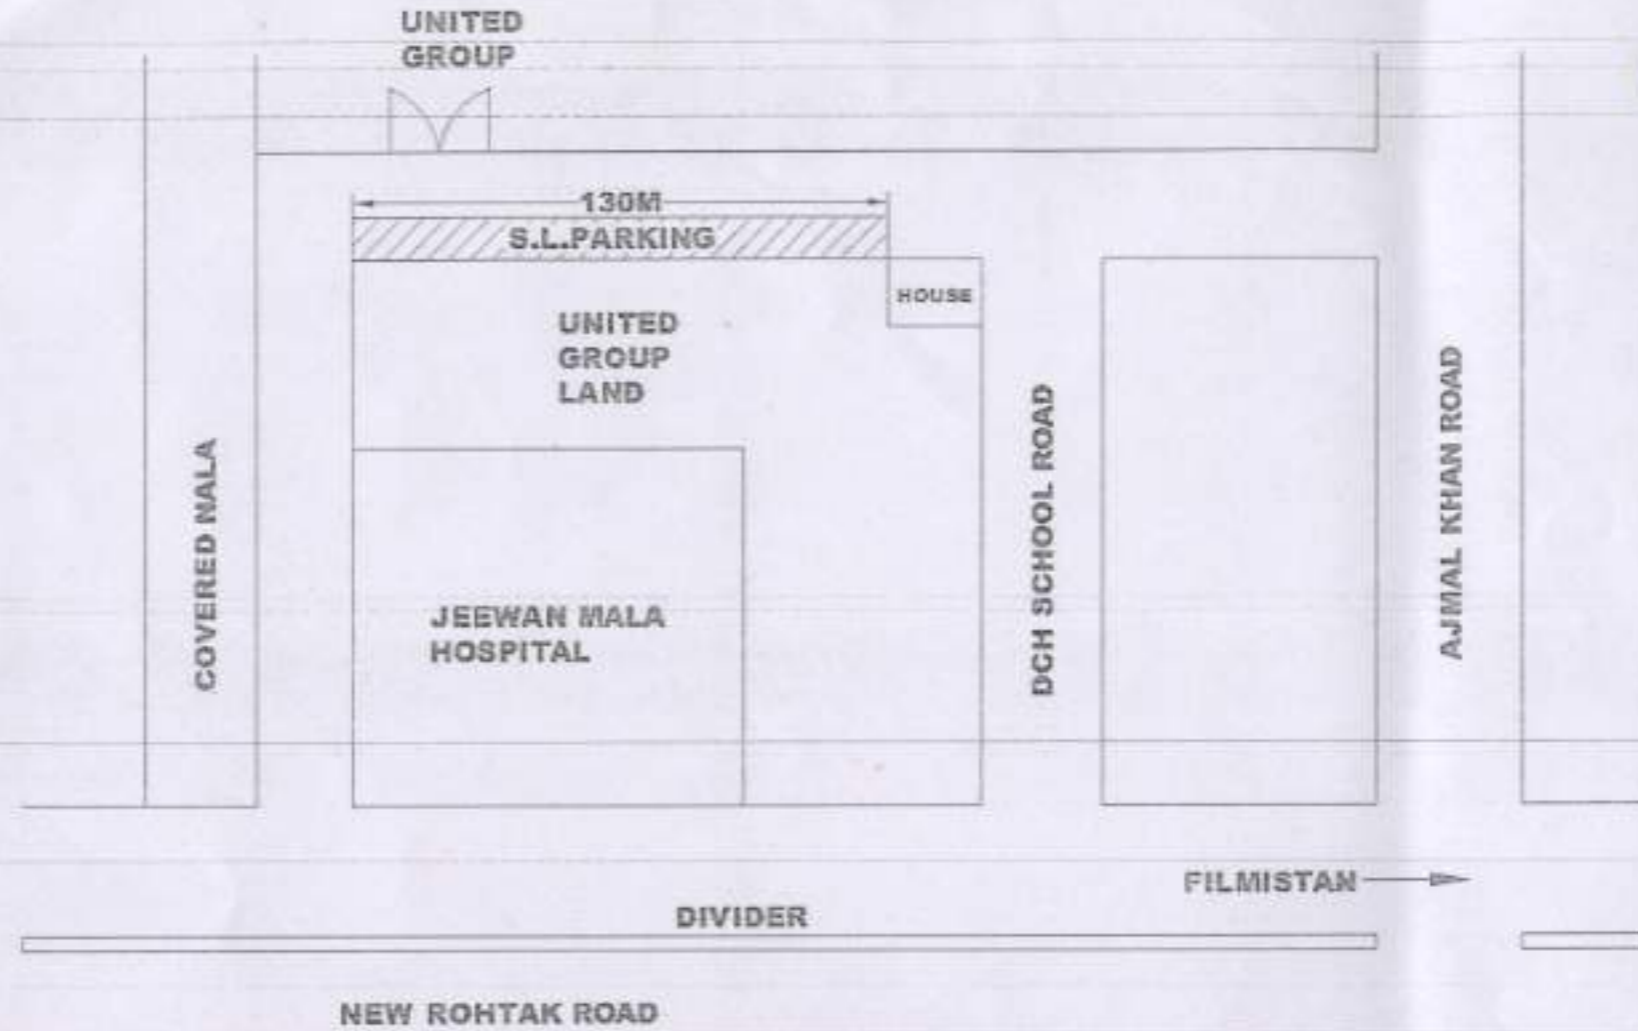 UNITED
GROUP
130M
S.L.PARKING
HOUSE
UNITED
GROUP
LAND
COVERED NALA
JEEWAN MALA
HOSPITAL
DCH SCHOOL ROAD
AJMAL KHAN ROAD
FILMISTAN
DIVIDER
NEW ROHTAK ROAD